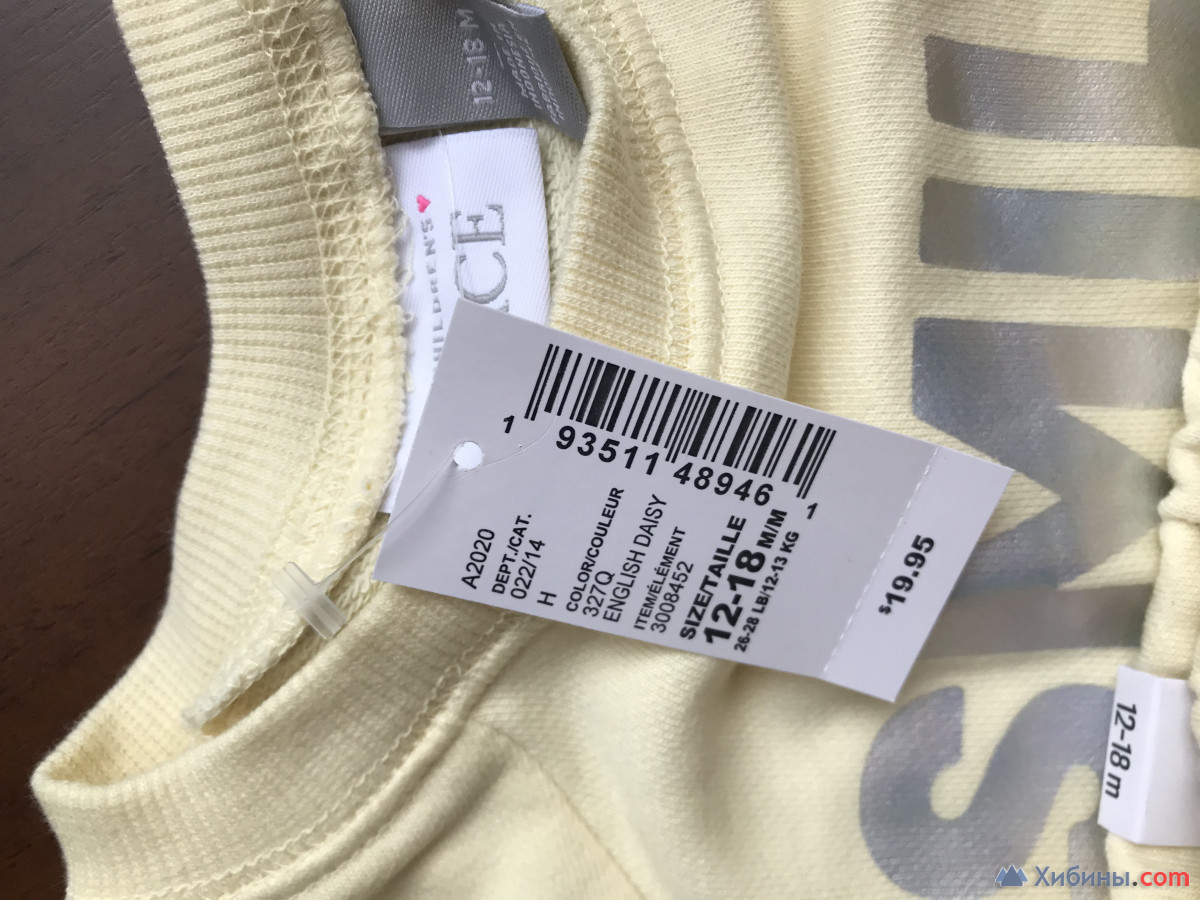 12-18 M
HILDREN'S
CE
1 93511 48946 1
A2020
DEPT./CAT.
022/14
H
COLOR/COULEUR
327Q
ENGLISH DAISY
ITEM/ÉLÉMENT
3008452
SIZE/TAILLE
12-18 M/M
26-28 LB/12-13 KG
$19.95
12-18 m
Хибины.com